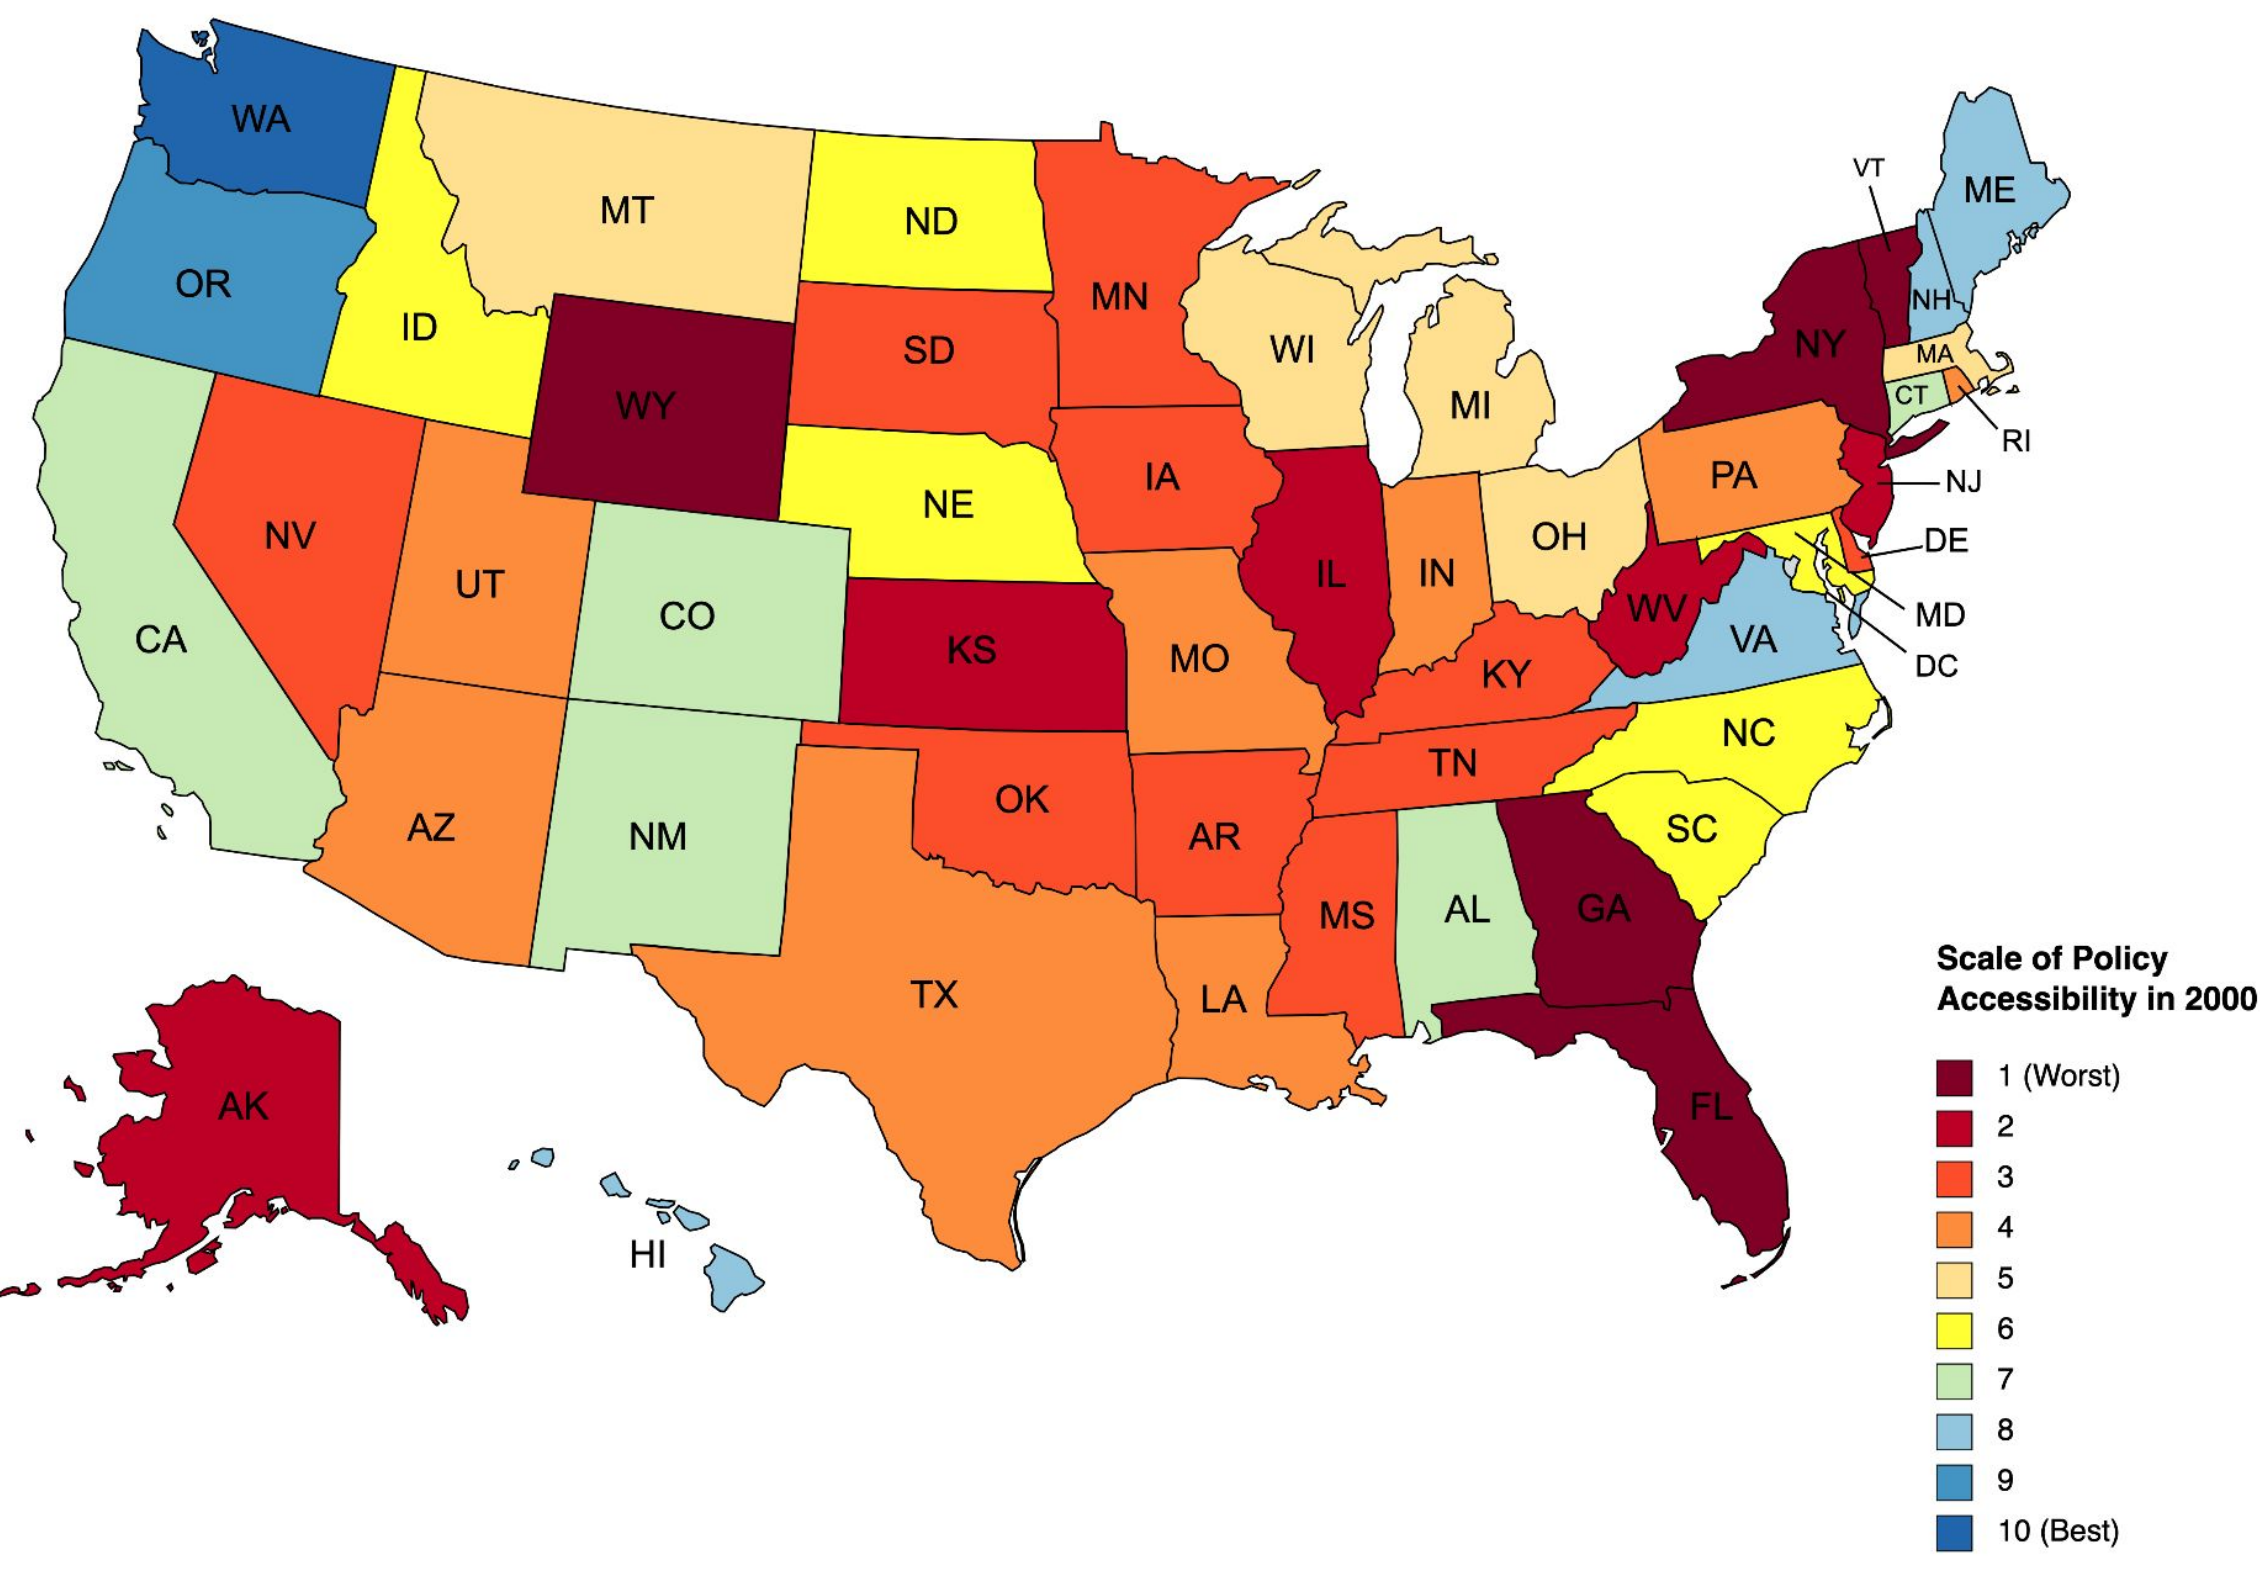 WA
VT
ME
MT
ND
OR
MN
NH
ID
NY
SD
WI
MA
WY
MI
CT
RI
IA
PA
NE
NJ
NV
OH
DE
UT
IL
IN
CO
WV
MD
CA
KS
VA
MO
DC
KY
NC
TN
OK
AZ
SC
NM
AR
AL
GA
MS
TX
LA
AK
FL
HI
Scale of Policy
Accessibility in 2000
1 (Worst)
2
3
4
5
6
7
8
9
10 (Best)